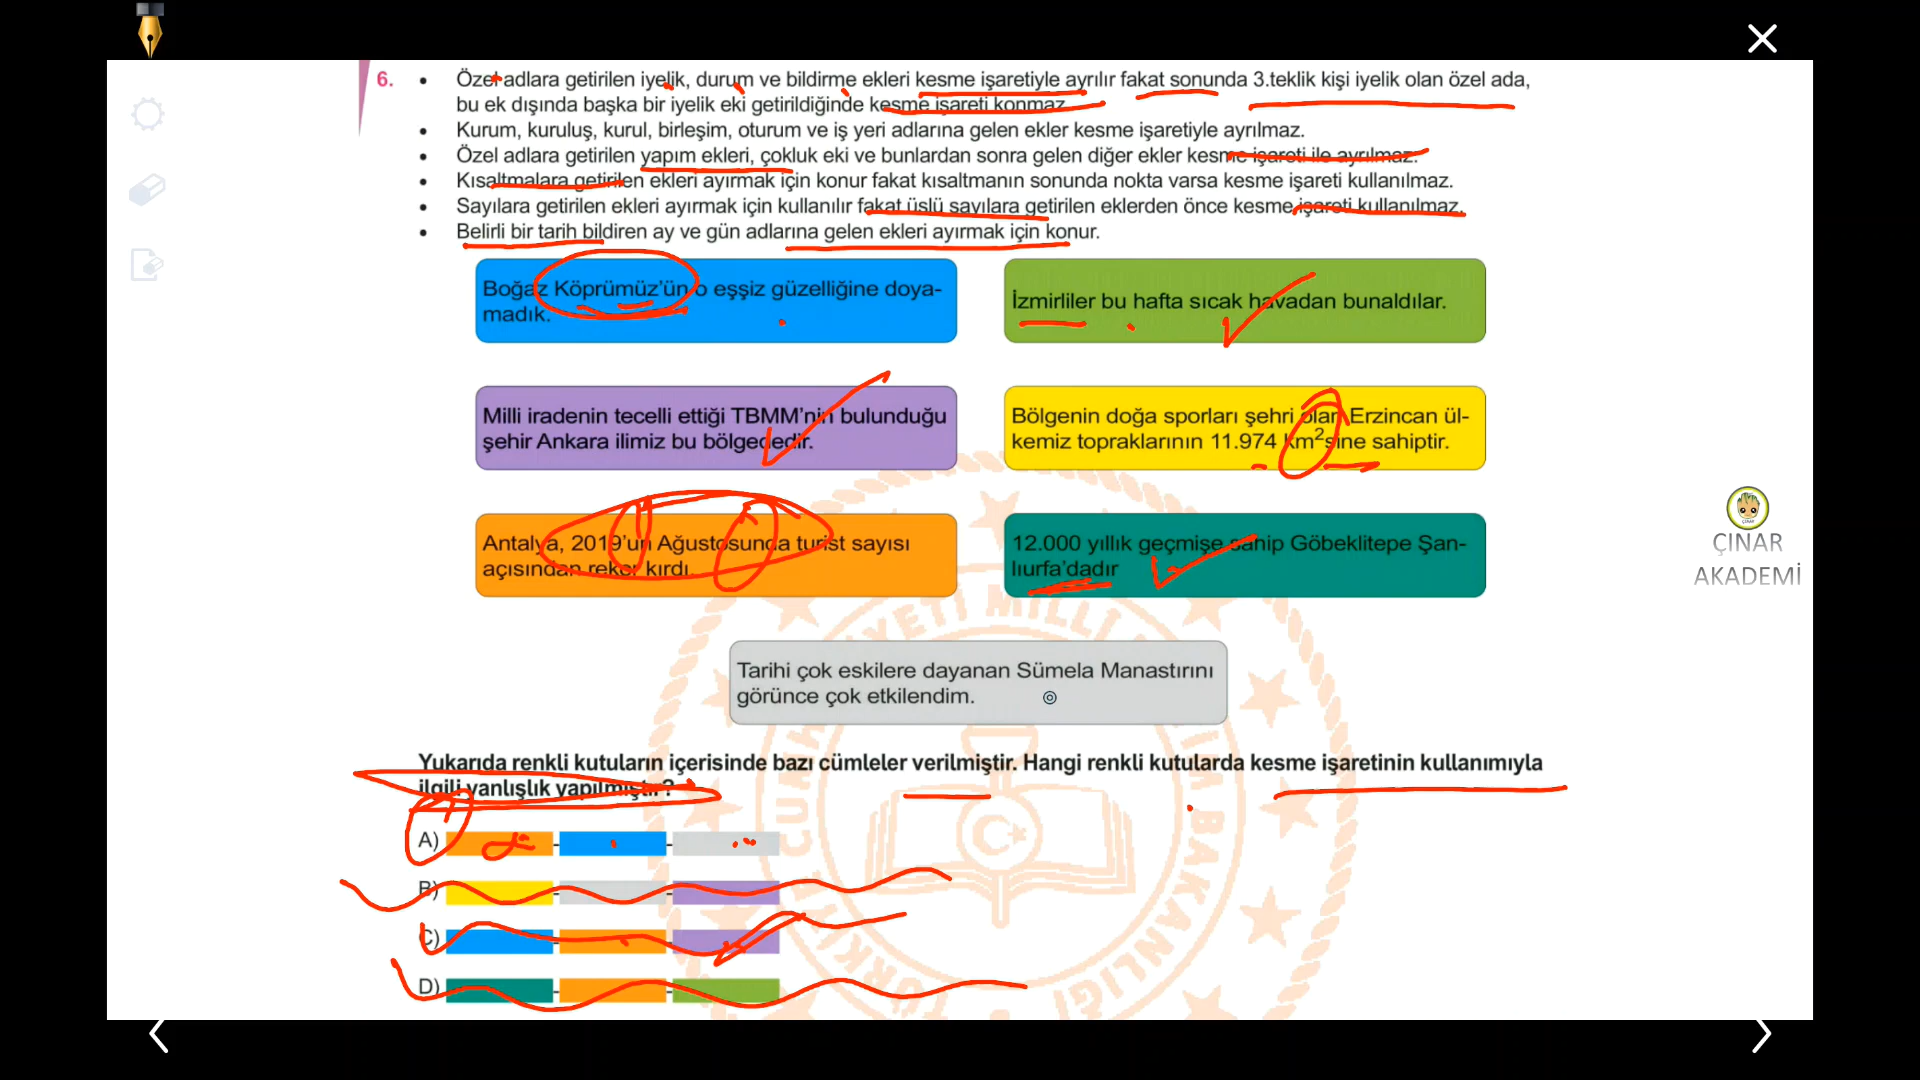 6. • Özel adlara getirilen iyelik, durum ve bildirme ekleri kesme işaretiyle ayrılır fakat sonunda 3.teklik kişi iyelik olan özel ada,
bu ek dışında başka bir iyelik eki getirildiğinde kesme işareti konmaz.
• Kurum, kuruluş, kurul, birleşim, oturum ve iş yeri adlarına gelen ekler kesme işaretiyle ayrılmaz.
• Özel adlara getirilen yapım ekleri, çokluk eki ve bunlardan sonra gelen diğer ekler kesme işareti ile ayrılmaz.
• Kısaltmalara getirilen ekleri ayırmak için konur fakat kısaltmanın sonunda nokta varsa kesme işareti kullanılmaz.
• Sayılara getirilen ekleri ayırmak için kullanılır fakat üslü sayılara getirilen eklerden önce kesme işareti kullanılmaz.
• Belirli bir tarih bildiren ay ve gün adlarına gelen ekleri ayırmak için konur.
Boğaz Köprümüz'ün o eşşiz güzelliğine doya-
madık.
İzmirliler bu hafta sıcak havadan bunaldılar.
Milli iradenin tecelli ettiği TBMM'nin bulunduğu
şehir Ankara ilimiz bu bölgededir.
Bölgenin doğa sporları şehri olan Erzincan ül-
kemiz topraklarının 11.974 km²sine sahiptir.
Antalya, 2019'un Ağustosunda turist sayısı
açısından rekor kırdı.
12.000 yıllık geçmişe sahip Göbeklitepe Şan-
lıurfa'dadır
ÇINAR
AKADEMİ
Tarihi çok eskilere dayanan Sümela Manastırını
görünce çok etkilendim.
Yukarıda renkli kutuların içerisinde bazı cümleler verilmiştir. Hangi renkli kutularda kesme işaretinin kullanımıyla
ilgili yanlışlık yapılmıştır?
A) - -
B) - -
C) - -
D) - -